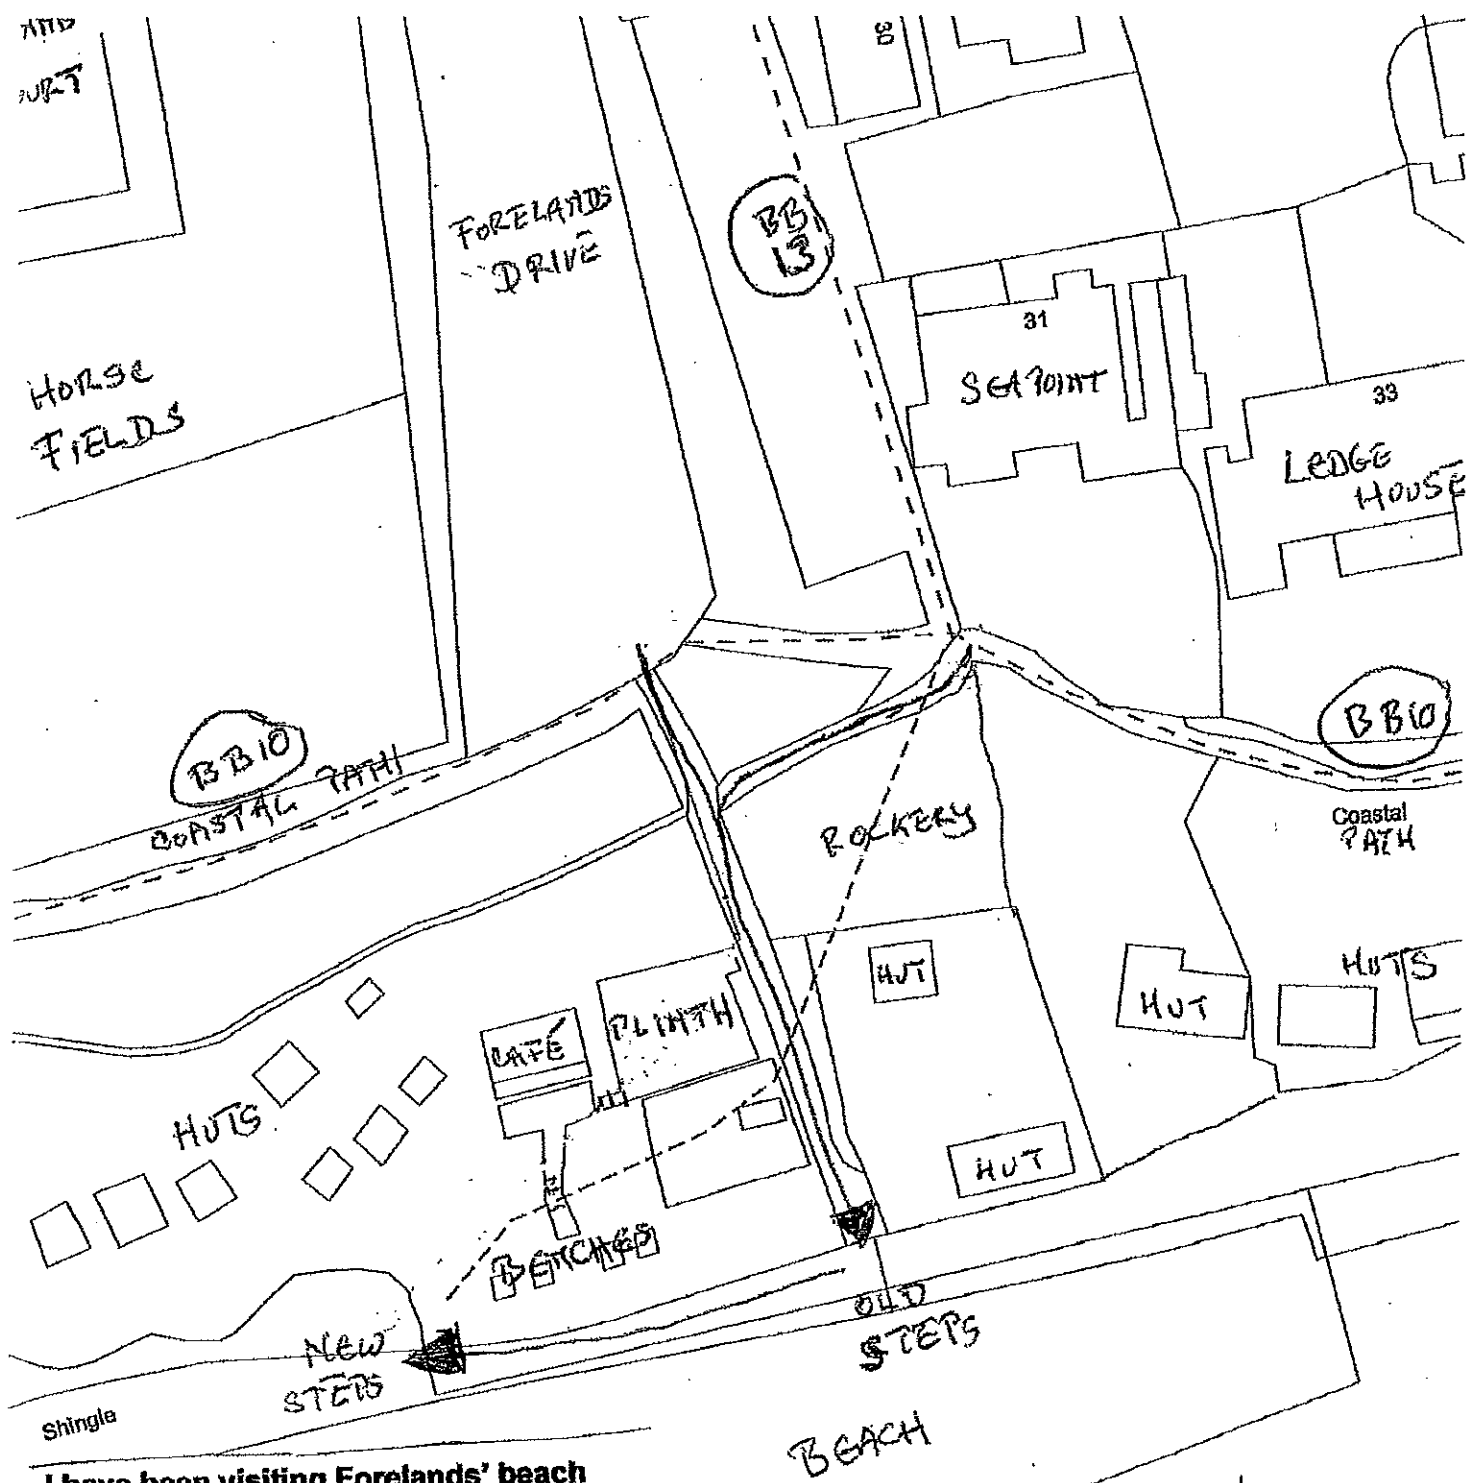 30
FORELANDS
DRIVE
BB
13
31
SEAPOINT
33
LEDGE
HOUSE
HORSE
FIELDS
BB10
COASTAL PATH
BB10
Coastal
PATH
ROCKERY
HUT
HUT
HUTS
CAFÉ
PLINTH
HUTS
HUT
BENCHES
OLD
STEPS
NEW
STEPS
Shingle
BEACH
I have been visiting Forelands' beach